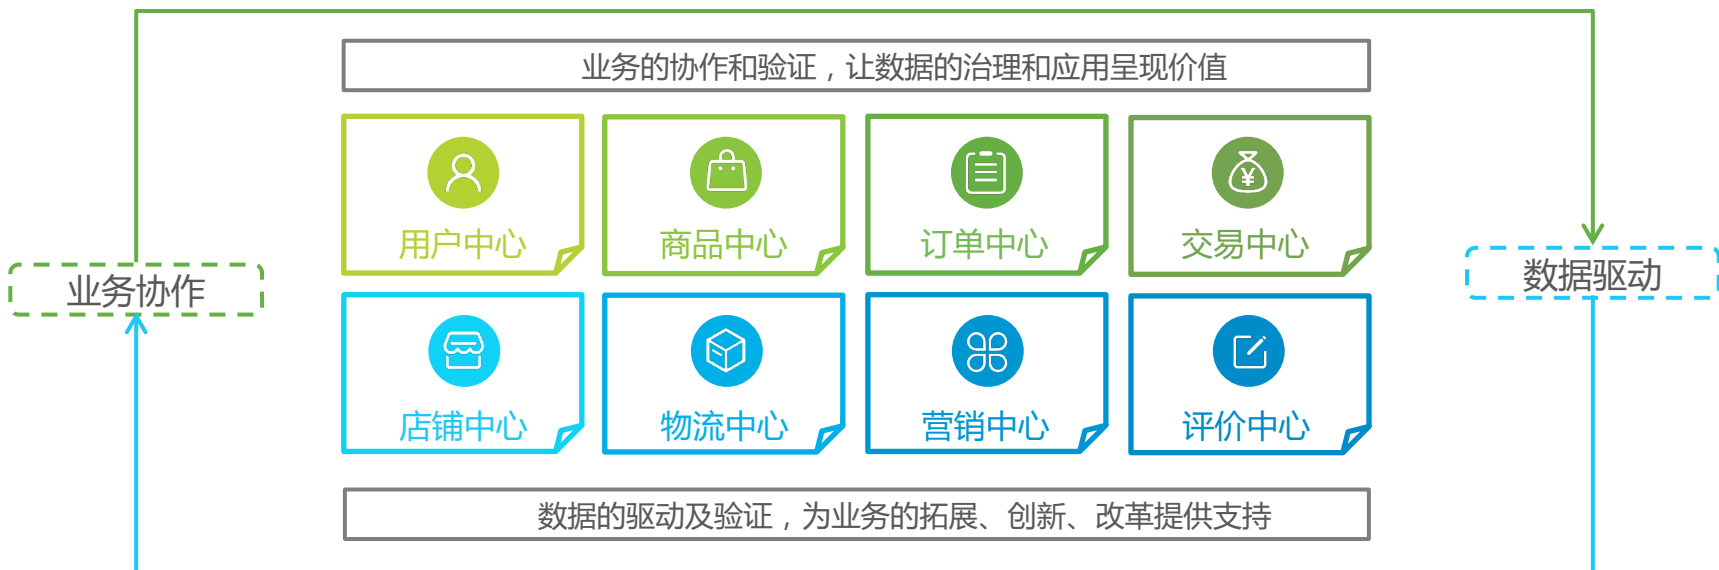 业务的协作和验证，让数据的治理和应用呈现价值
用户中心
商品中心
订单中心
交易中心
业务协作
数据驱动
店铺中心
物流中心
营销中心
评价中心
数据的驱动及验证，为业务的拓展、创新、改革提供支持